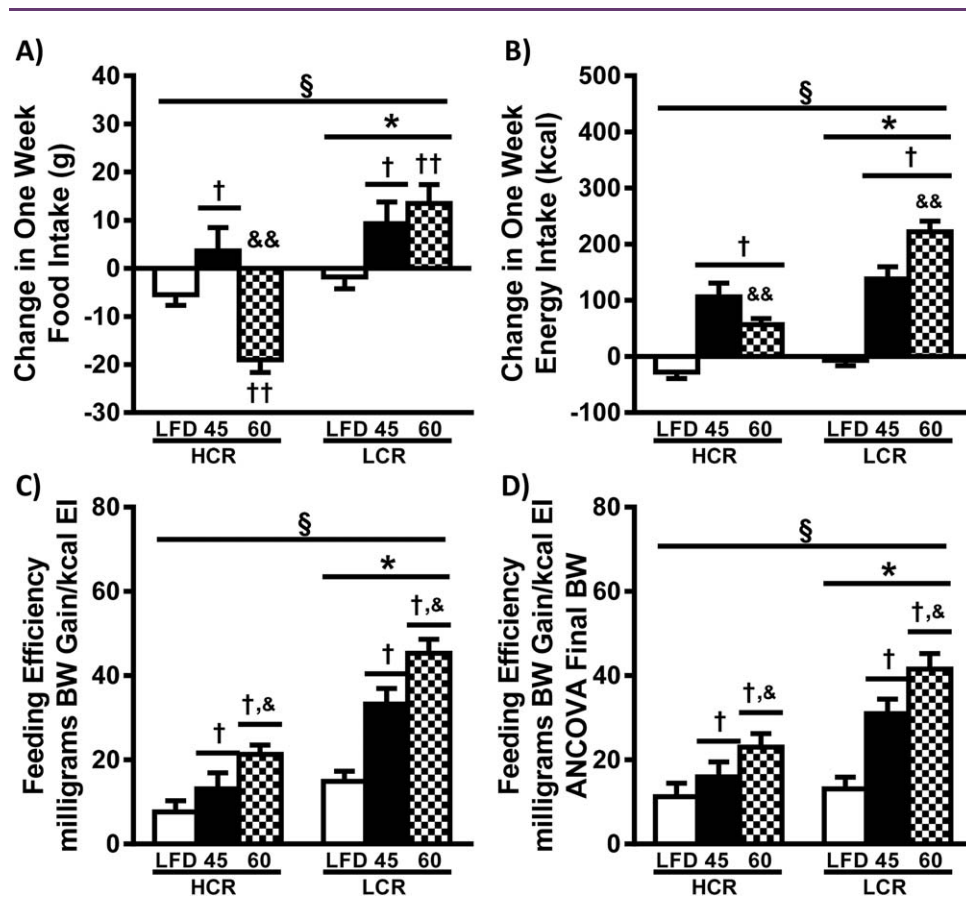 A)
Change in One Week
Food Intake (g)
40
30
20
10
0
-10
-20
-30
§
*
†
&&
††
†
††
LFD 45 60
HCR
LFD 45 60
LCR
B)
Change in One Week
Energy Intake (kcal)
500
400
300
200
100
0
-100
§
*
†
&&
†
&&
LFD 45 60
HCR
LFD 45 60
LCR
C)
Feeding Efficiency
milligrams BW Gain/kcal EI
80
60
40
20
0
§
*
†
†,&
†
†,&
LFD 45 60
HCR
LFD 45 60
LCR
D)
Feeding Efficiency
milligrams BW Gain/kcal EI
ANCOVA Final BW
80
60
40
20
0
§
*
†
†,&
†
†,&
LFD 45 60
HCR
LFD 45 60
LCR